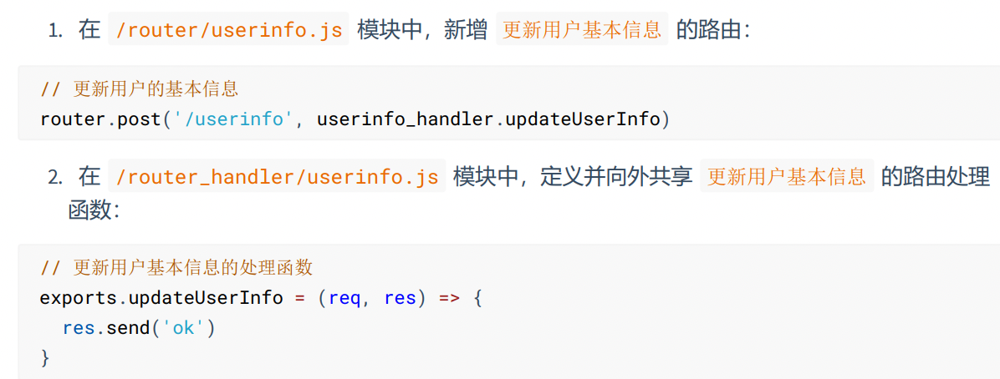 1. 在 /router/userinfo.js 模块中，新增 更新用户基本信息 的路由：
// 更新用户的基本信息
router.post('/userinfo', userinfo_handler.updateUserInfo)
2. 在 /router_handler/userinfo.js 模块中，定义并向外共享 更新用户基本信息 的路由处理
函数：
// 更新用户基本信息的处理函数
exports.updateUserInfo = (req, res) => {
  res.send('ok')
}